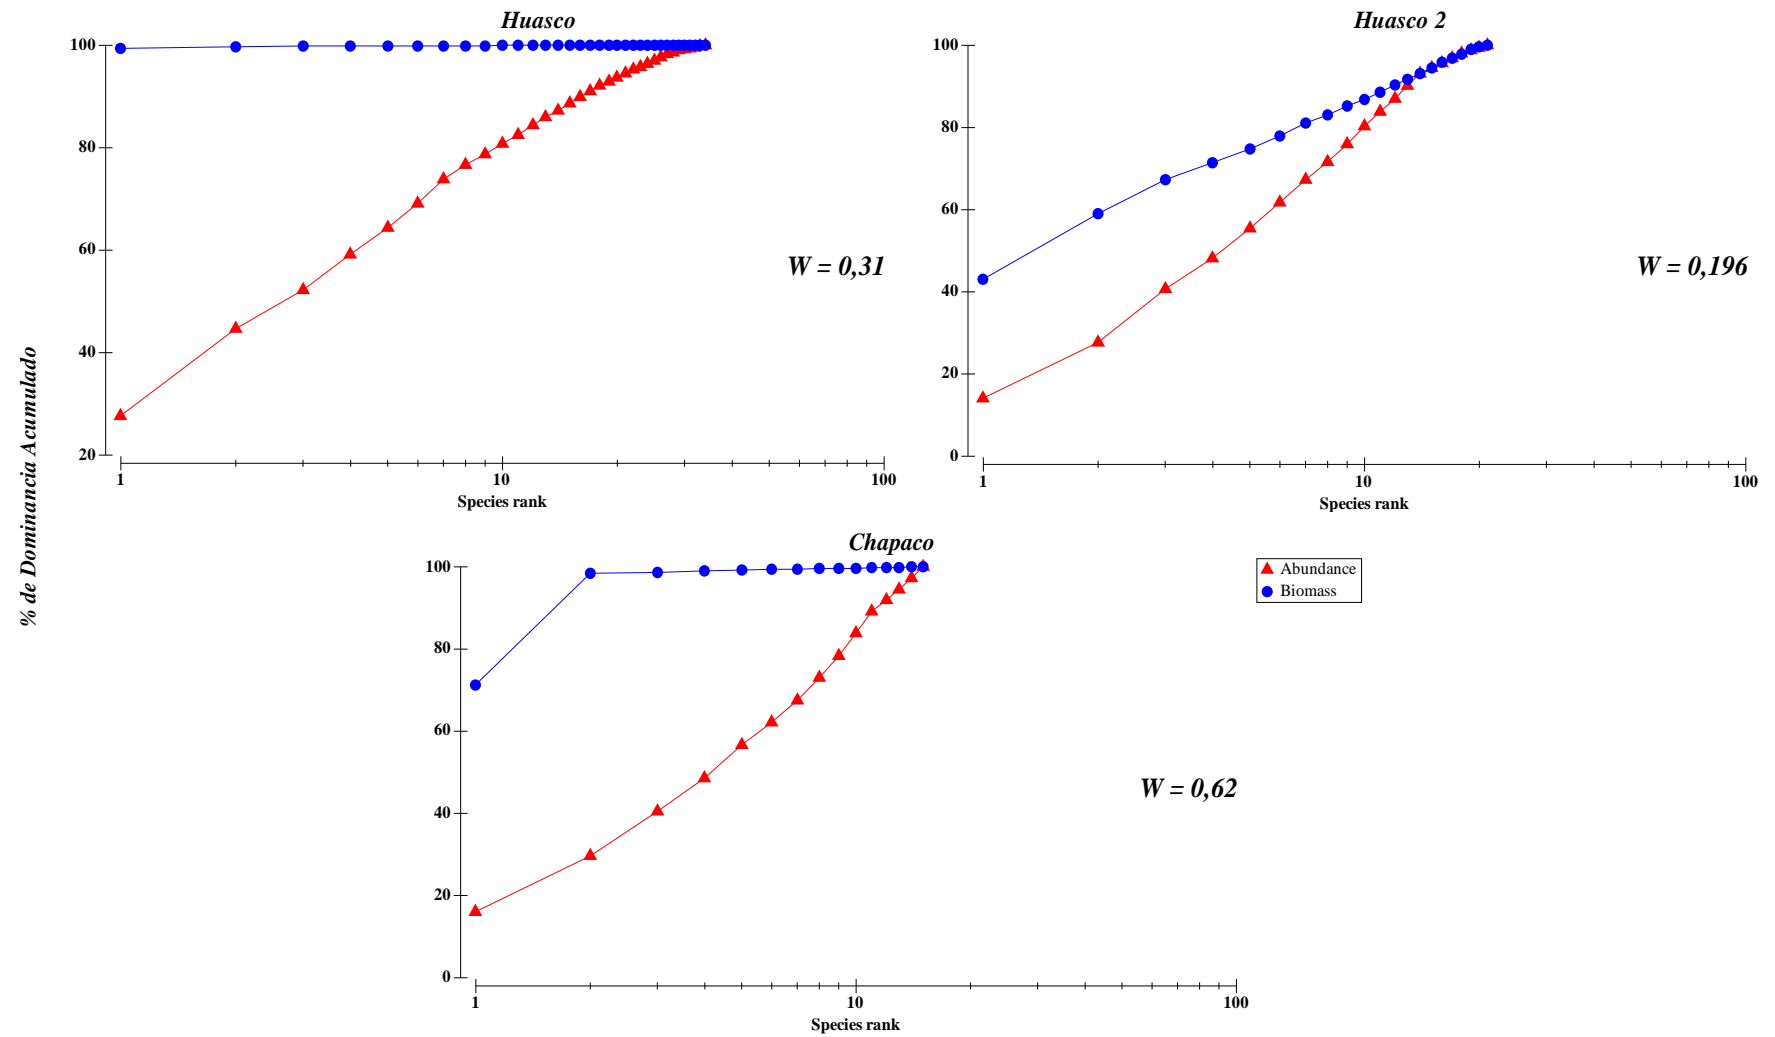 Huasco
100
80
60
40
20
1
10
100
Species rank
W = 0,31
Huasco 2
100
80
60
40
20
0
1
10
100
Species rank
W = 0,196
% de Dominancia Acumulado
Chapaco
100
80
60
40
20
0
1
10
100
Species rank
W = 0,62
Abundance
Biomass